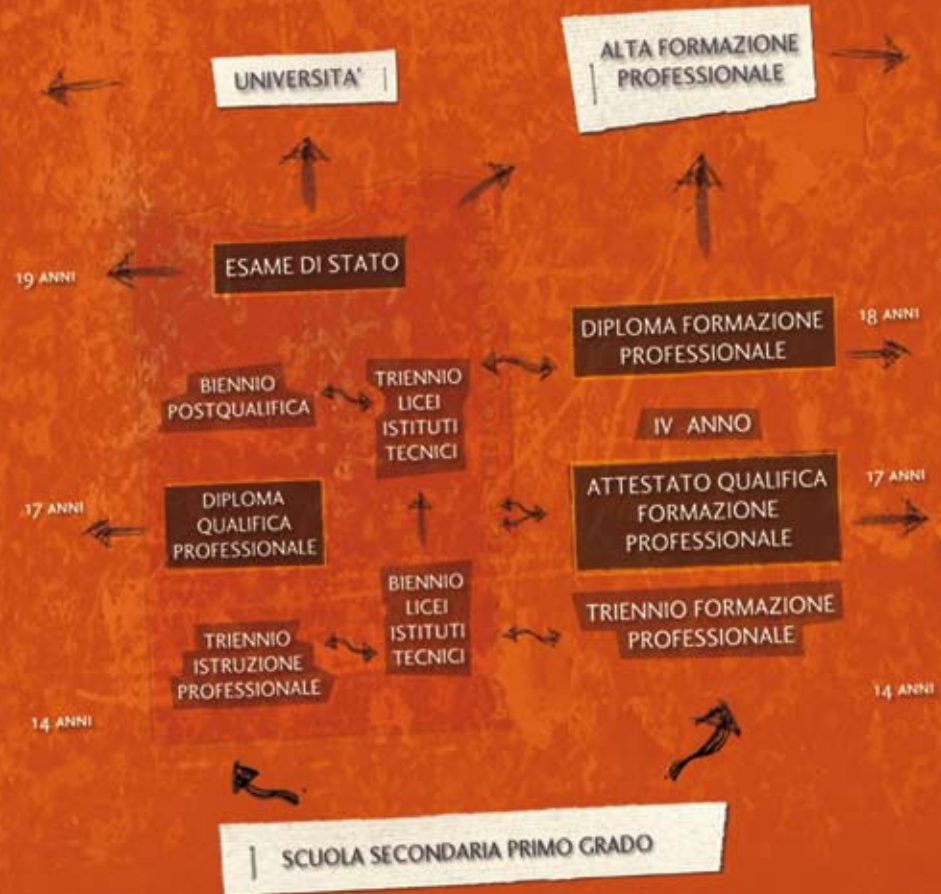 UNIVERSITA'
ALTA FORMAZIONE
PROFESSIONALE
19 ANNI
ESAME DI STATO
DIPLOMA FORMAZIONE
PROFESSIONALE
18 ANNI
BIENNIO
POSTQUALIFICA
TRIENNIO
LICEI
ISTITUTI
TECNICI
IV ANNO
17 ANNI
DIPLOMA
QUALIFICA
PROFESSIONALE
ATTESTATO QUALIFICA
FORMAZIONE
PROFESSIONALE
17 ANNI
TRIENNIO
ISTRUZIONE
PROFESSIONALE
BIENNIO
LICEI
ISTITUTI
TECNICI
TRIENNIO FORMAZIONE
PROFESSIONALE
14 ANNI
14 ANNI
SCUOLA SECONDARIA PRIMO GRADO